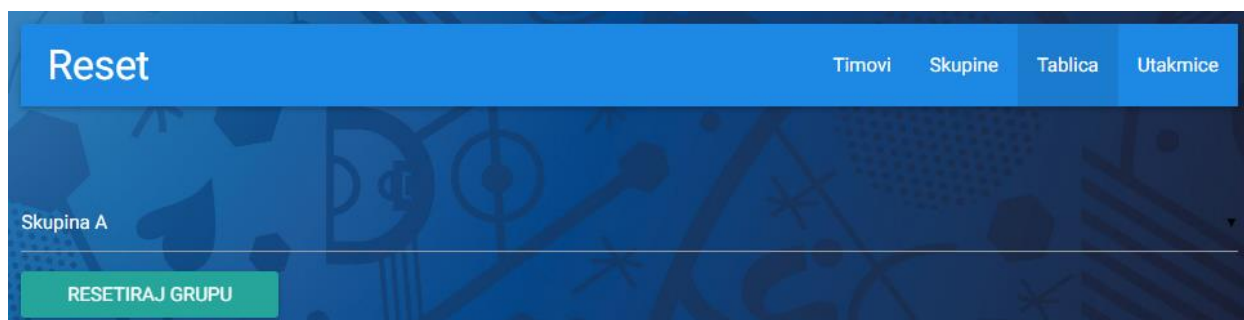 Reset Timovi Skupine Tablica Utakmice
Skupina A
RESETIRAJ GRUPU